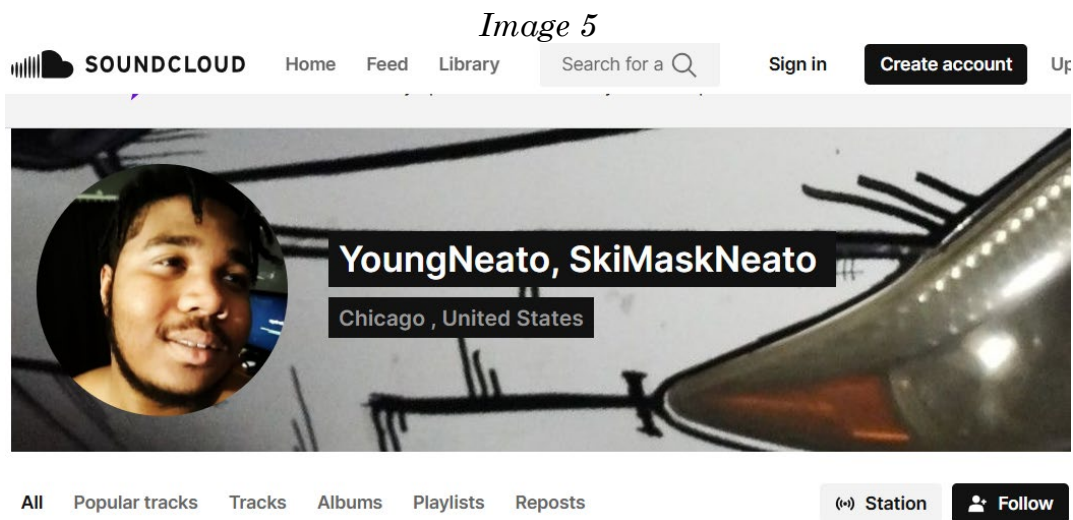 Image 5
SOUNDCLOUD Home Feed Library Search for a Sign in Create account Up
YoungNeato, SkiMaskNeato
Chicago , United States
All Popular tracks Tracks Albums Playlists Reposts Station Follow